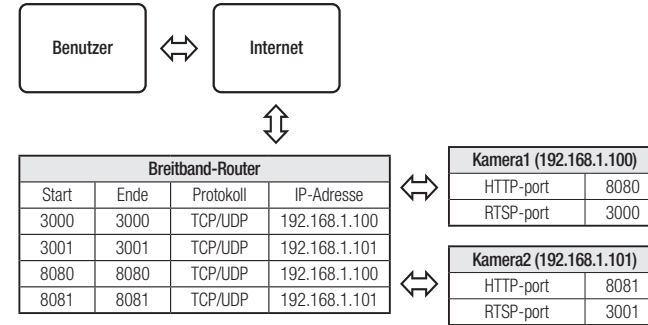 Benutzer
Internet
Breitband-Router
Start Ende Protokoll IP-Adresse
3000 3000 TCP/UDP 192.168.1.100
3001 3001 TCP/UDP 192.168.1.101
8080 8080 TCP/UDP 192.168.1.100
8081 8081 TCP/UDP 192.168.1.101
Kamera1 (192.168.1.100)
HTTP-port 8080
RTSP-port 3000
Kamera2 (192.168.1.101)
HTTP-port 8081
RTSP-port 3001